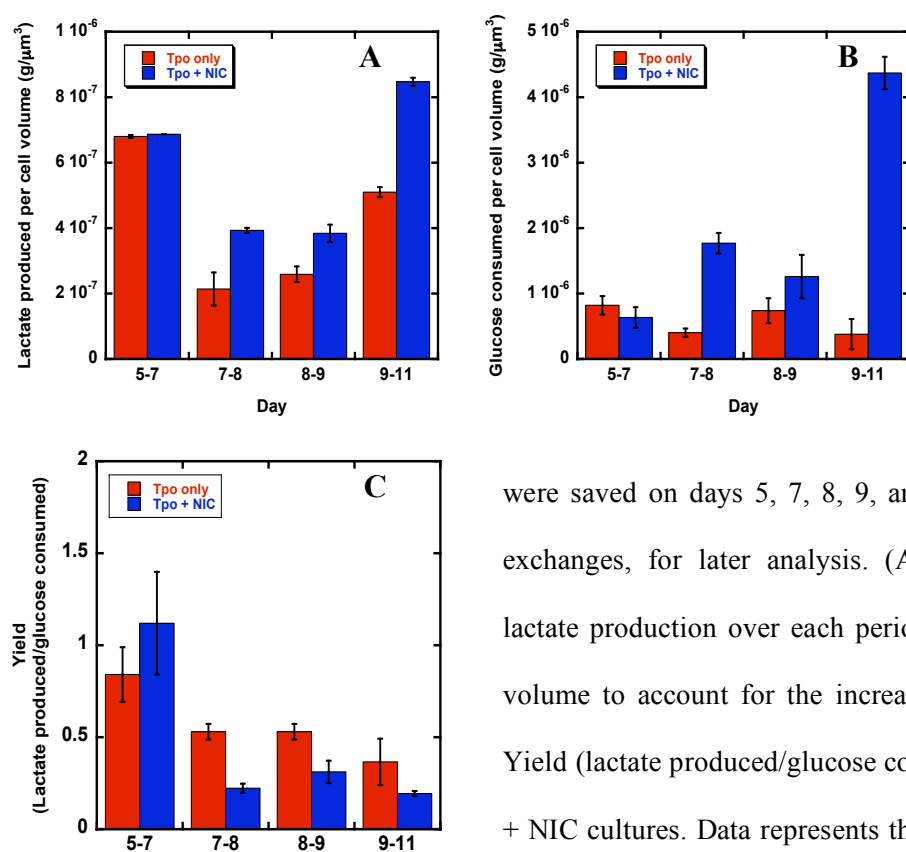 Lactate produced per cell volume (g/µm³)
1 10⁻⁶
8 10⁻⁷
6 10⁻⁷
4 10⁻⁷
2 10⁻⁷
0
Tpo only
Tpo + NIC
A
5-7 7-8 8-9 9-11
Day
Glucose consumed per cell volume (g/µm³)
5 10⁻⁶
4 10⁻⁶
3 10⁻⁶
2 10⁻⁶
1 10⁻⁶
0
Tpo only
Tpo + NIC
B
5-7 7-8 8-9 9-11
Day
Yield
(Lactate produced/glucose consumed)
2
1.5
1
0.5
0
Tpo only
Tpo + NIC
C
5-7 7-8 8-9 9-11
were saved on days 5, 7, 8, 9, an
exchanges, for later analysis. (A
lactate production over each perio
volume to account for the increa
Yield (lactate produced/glucose co
+ NIC cultures. Data represents th